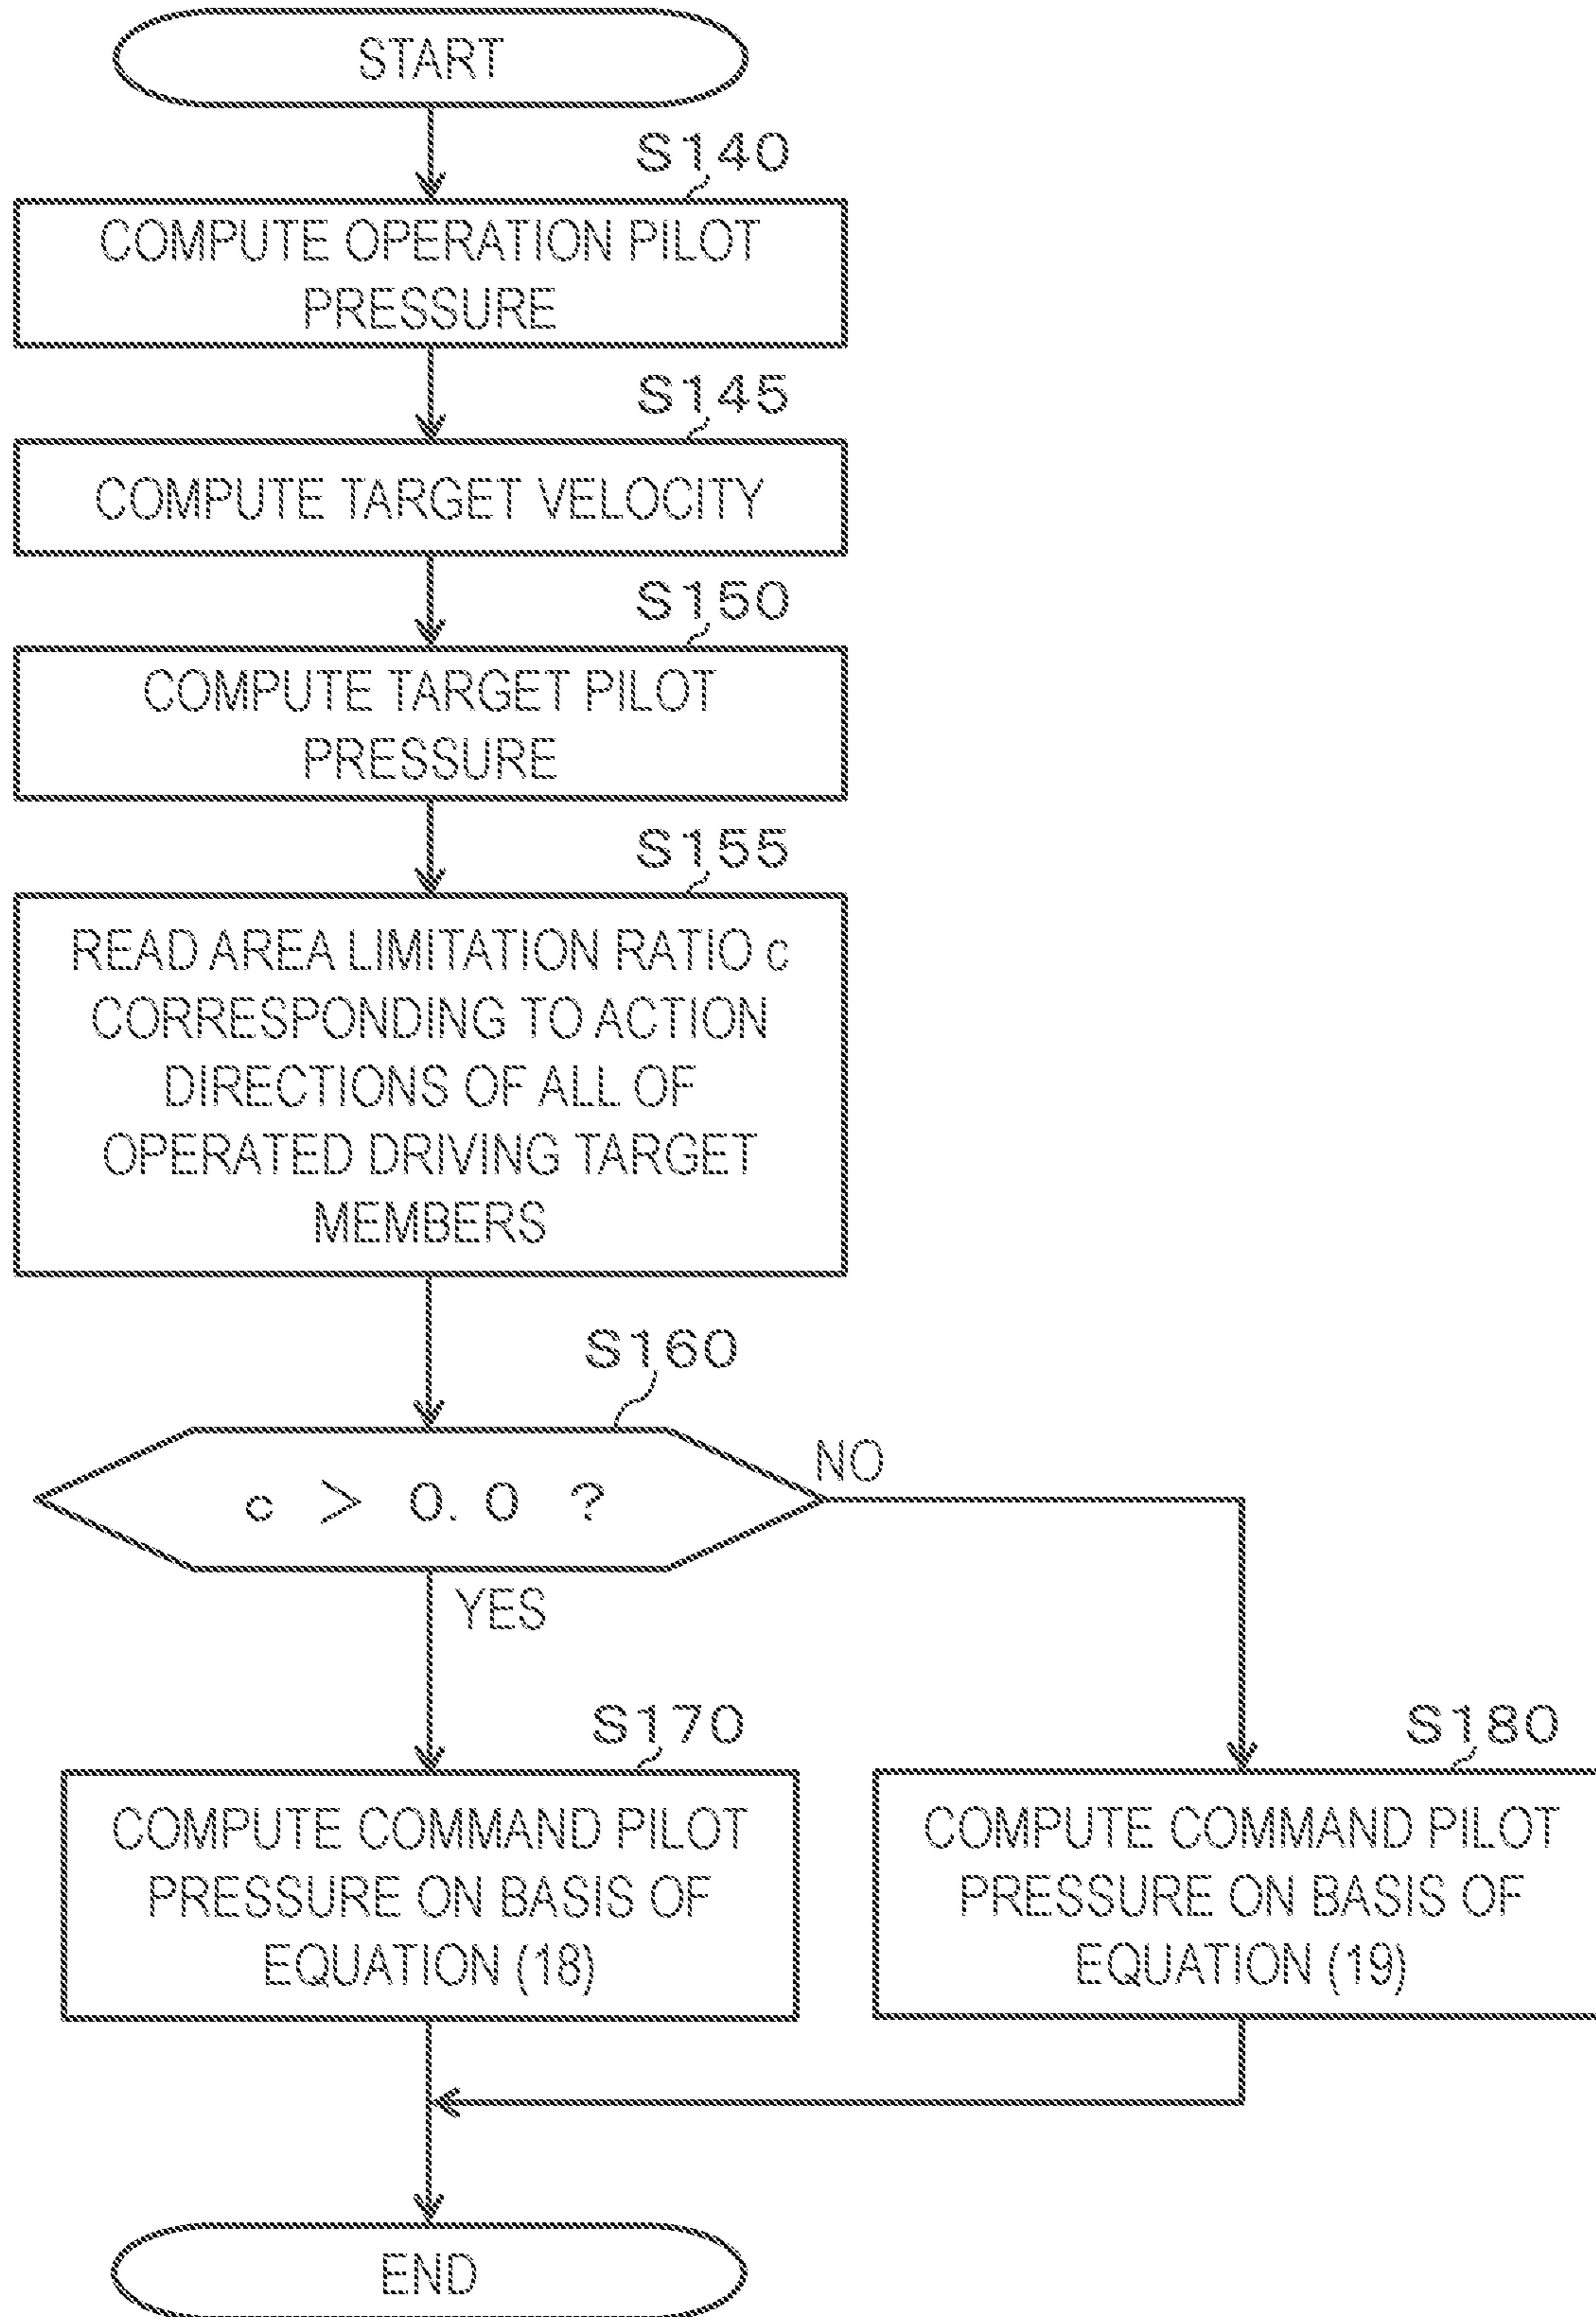 START
S140
COMPUTE OPERATION PILOT
PRESSURE
S145
COMPUTE TARGET VELOCITY
S150
COMPUTE TARGET PILOT
PRESSURE
S155
READ AREA LIMITATION RATIO c
CORRESPONDING TO ACTION
DIRECTIONS OF ALL OF
OPERATED DRIVING TARGET
MEMBERS
S160
c > 0.0 ?
NO
YES
S170
COMPUTE COMMAND PILOT
PRESSURE ON BASIS OF
EQUATION (18)
S180
COMPUTE COMMAND PILOT
PRESSURE ON BASIS OF
EQUATION (19)
END